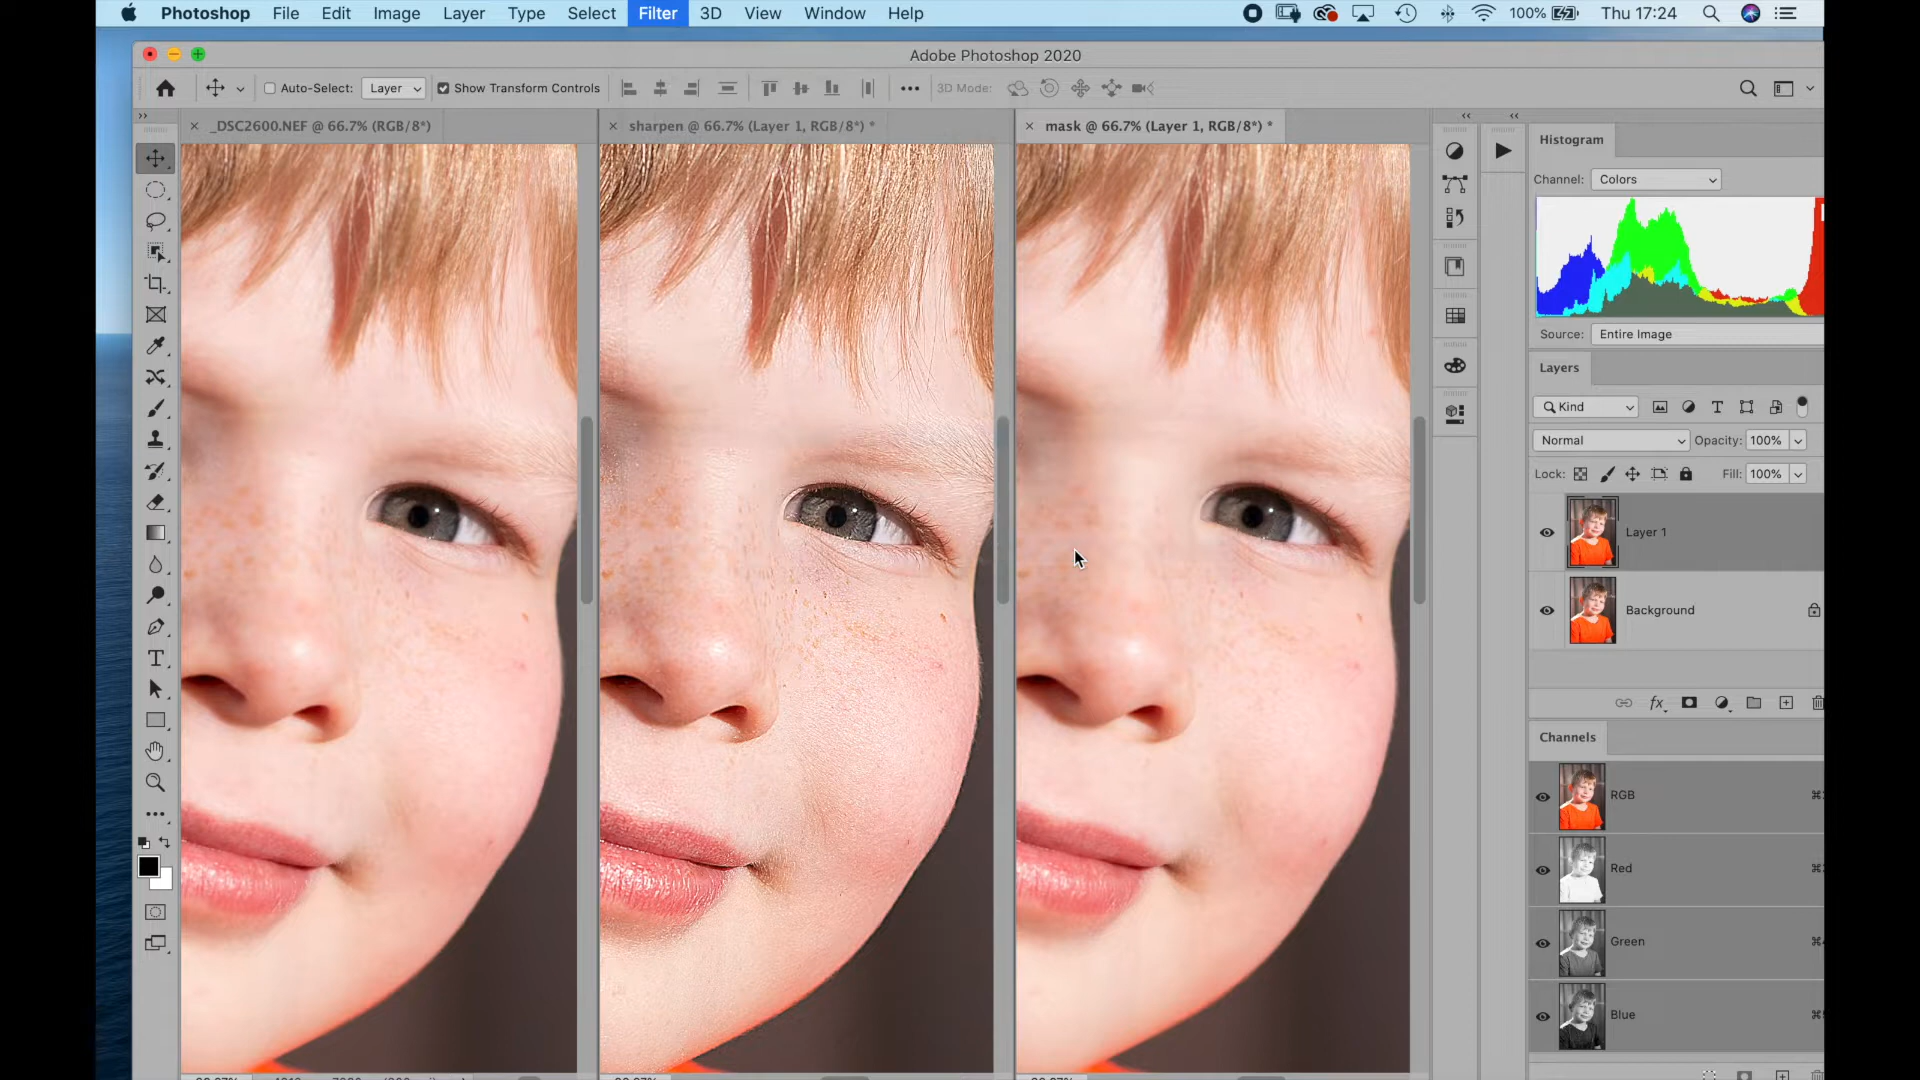 Photoshop File Edit Image Layer Type Select Filter 3D View Window Help 100% Thu 17:24
Adobe Photoshop 2020
Auto-Select: Layer Show Transform Controls 3D Mode:
_DSC2600.NEF @ 66.7% (RGB/8*)
sharpen @ 66.7% (Layer 1, RGB/8*) *
mask @ 66.7% (Layer 1, RGB/8*) *
Histogram
Channel: Colors
Source: Entire Image
Layers
Kind
Normal Opacity: 100%
Lock: Fill: 100%
Layer 1
Background
fx
Channels
RGB
Red
Green
Blue